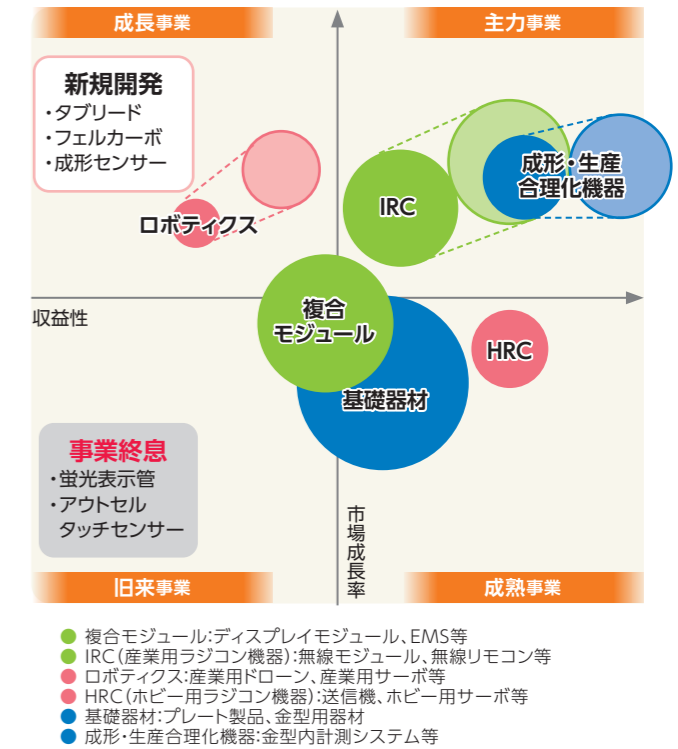 成長事業
主力事業
新規開発
・タブリード
・フェルカーボ
・成形センサー
ロボティクス
IRC
成形・生産
合理化機器
収益性
複合
モジュール
HRC
基礎器材
事業終息
・蛍光表示管
・アウトセル
タッチセンサー
市場成長率
旧来事業
成熟事業
● 複合モジュール：ディスプレイモジュール、EMS等
● IRC（産業用ラジコン機器）：無線モジュール、無線リモコン等
● ロボティクス：産業用ドローン、産業用サーボ等
● HRC（ホビー用ラジコン機器）：送信機、ホビー用サーボ等
● 基礎器材：プレート製品、金型用器材
● 成形・生産合理化機器：金型内計測システム等